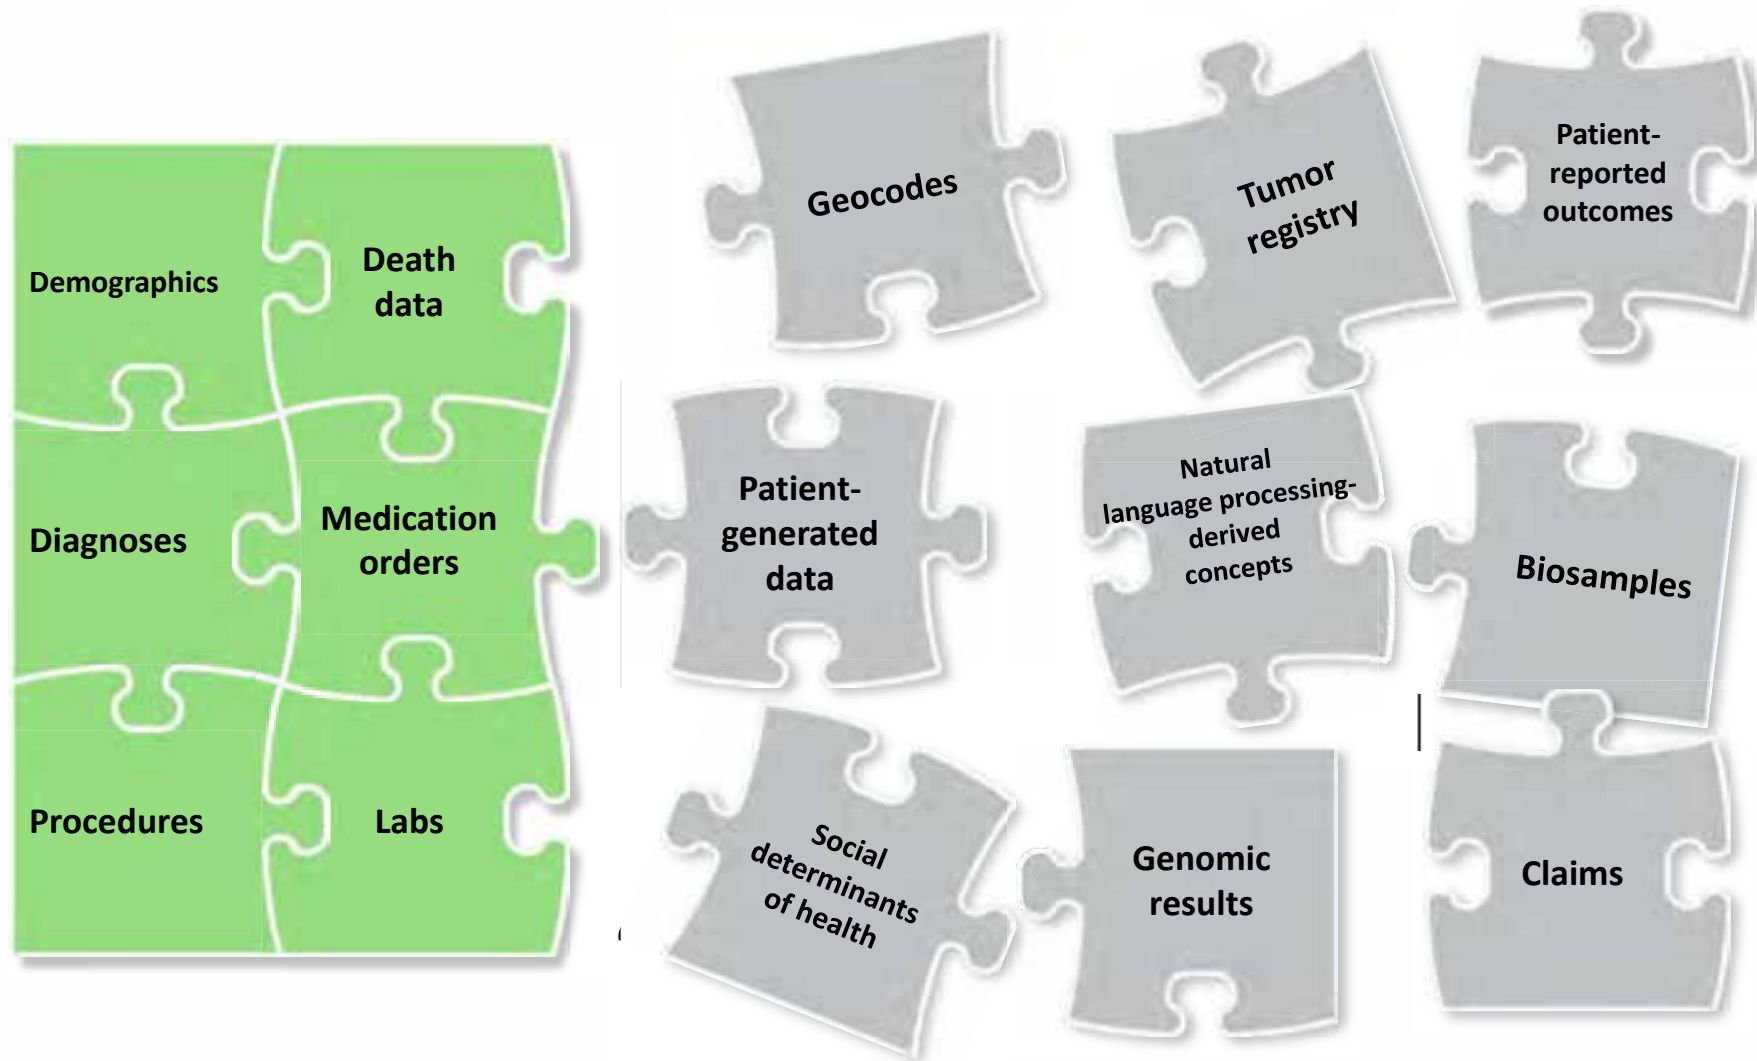 Demographics
Death
data
Diagnoses
Medication
orders
Procedures
Labs
Geocodes
Tumor
registry
Patient-
reported
outcomes
Patient-
generated
data
Natural
language processing-
derived
concepts
Biosamples
Social
determinants
of health
Genomic
results
Claims